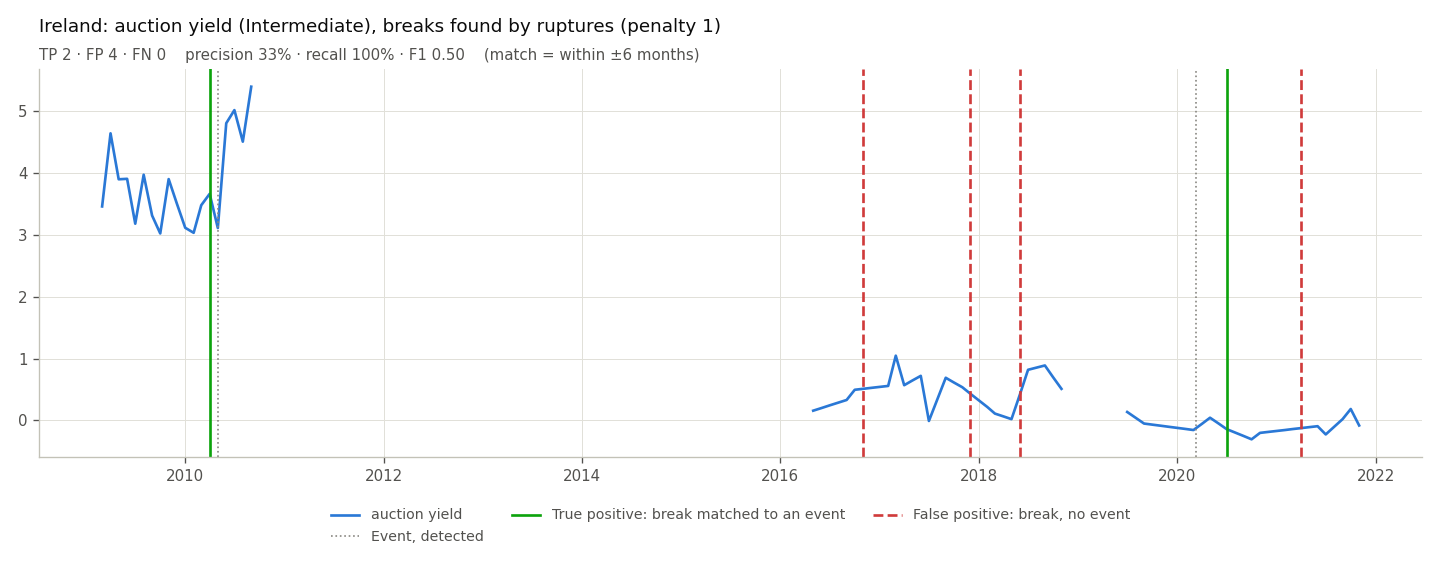 Ireland: auction yield (Intermediate), breaks found by ruptures (penalty 1)
TP 2 · FP 4 · FN 0    precision 33% · recall 100% · F1 0.50    (match = within ±6 months)
5
4
3
2
1
0
2010 2012 2014 2016 2018 2020 2022
auction yield
True positive: break matched to an event
False positive: break, no event
Event, detected